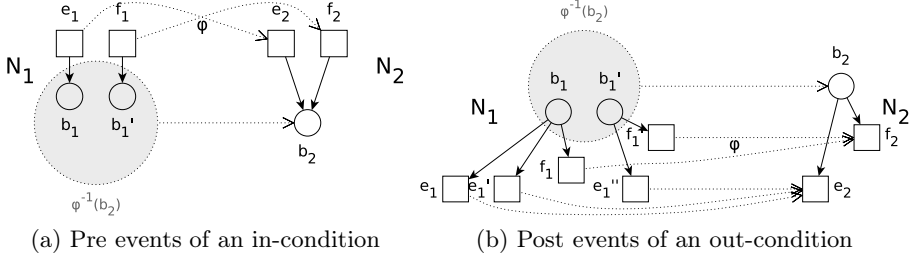 φ⁻¹(b₂)
e₁ f₁ φ e₂ f₂
N₁ N₂
b₁ b₁' b₂
φ⁻¹(b₂)
(a) Pre events of an in-condition
b₁ b₁' b₂
N₁ N₂
f₁' φ f₂
f₁
e₁ e₁' e₁'' e₂
(b) Post events of an out-condition